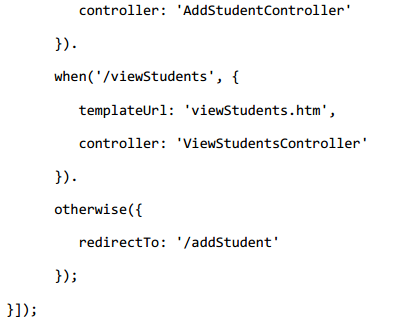 controller: 'AddStudentController'
}).
when('/viewStudents', {
templateUrl: 'viewStudents.htm',
controller: 'ViewStudentsController'
}).
otherwise({
redirectTo: '/addStudent'
});
}]);